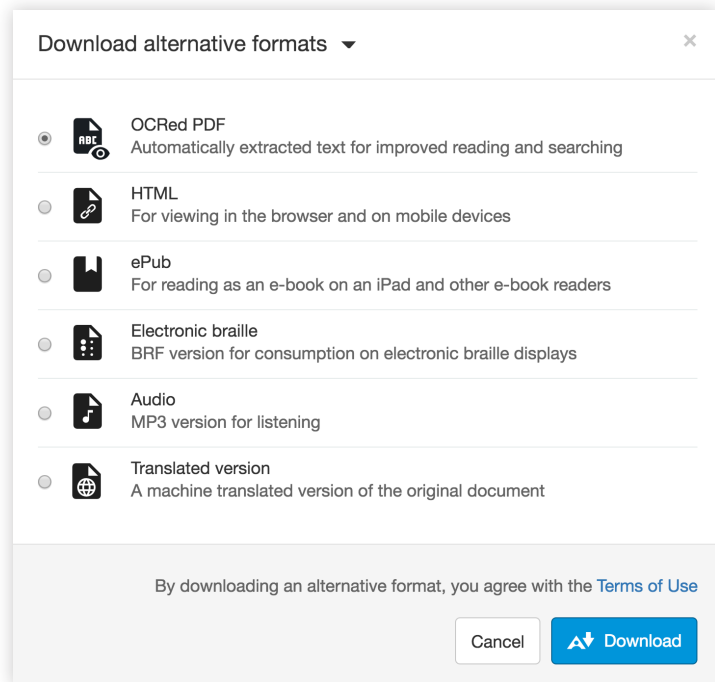 Download alternative formats
×
ABC
OCRed PDF
Automatically extracted text for improved reading and searching
HTML
For viewing in the browser and on mobile devices
ePub
For reading as an e-book on an iPad and other e-book readers
Electronic braille
BRF version for consumption on electronic braille displays
Audio
MP3 version for listening
Translated version
A machine translated version of the original document
By downloading an alternative format, you agree with the Terms of Use
Cancel
Download